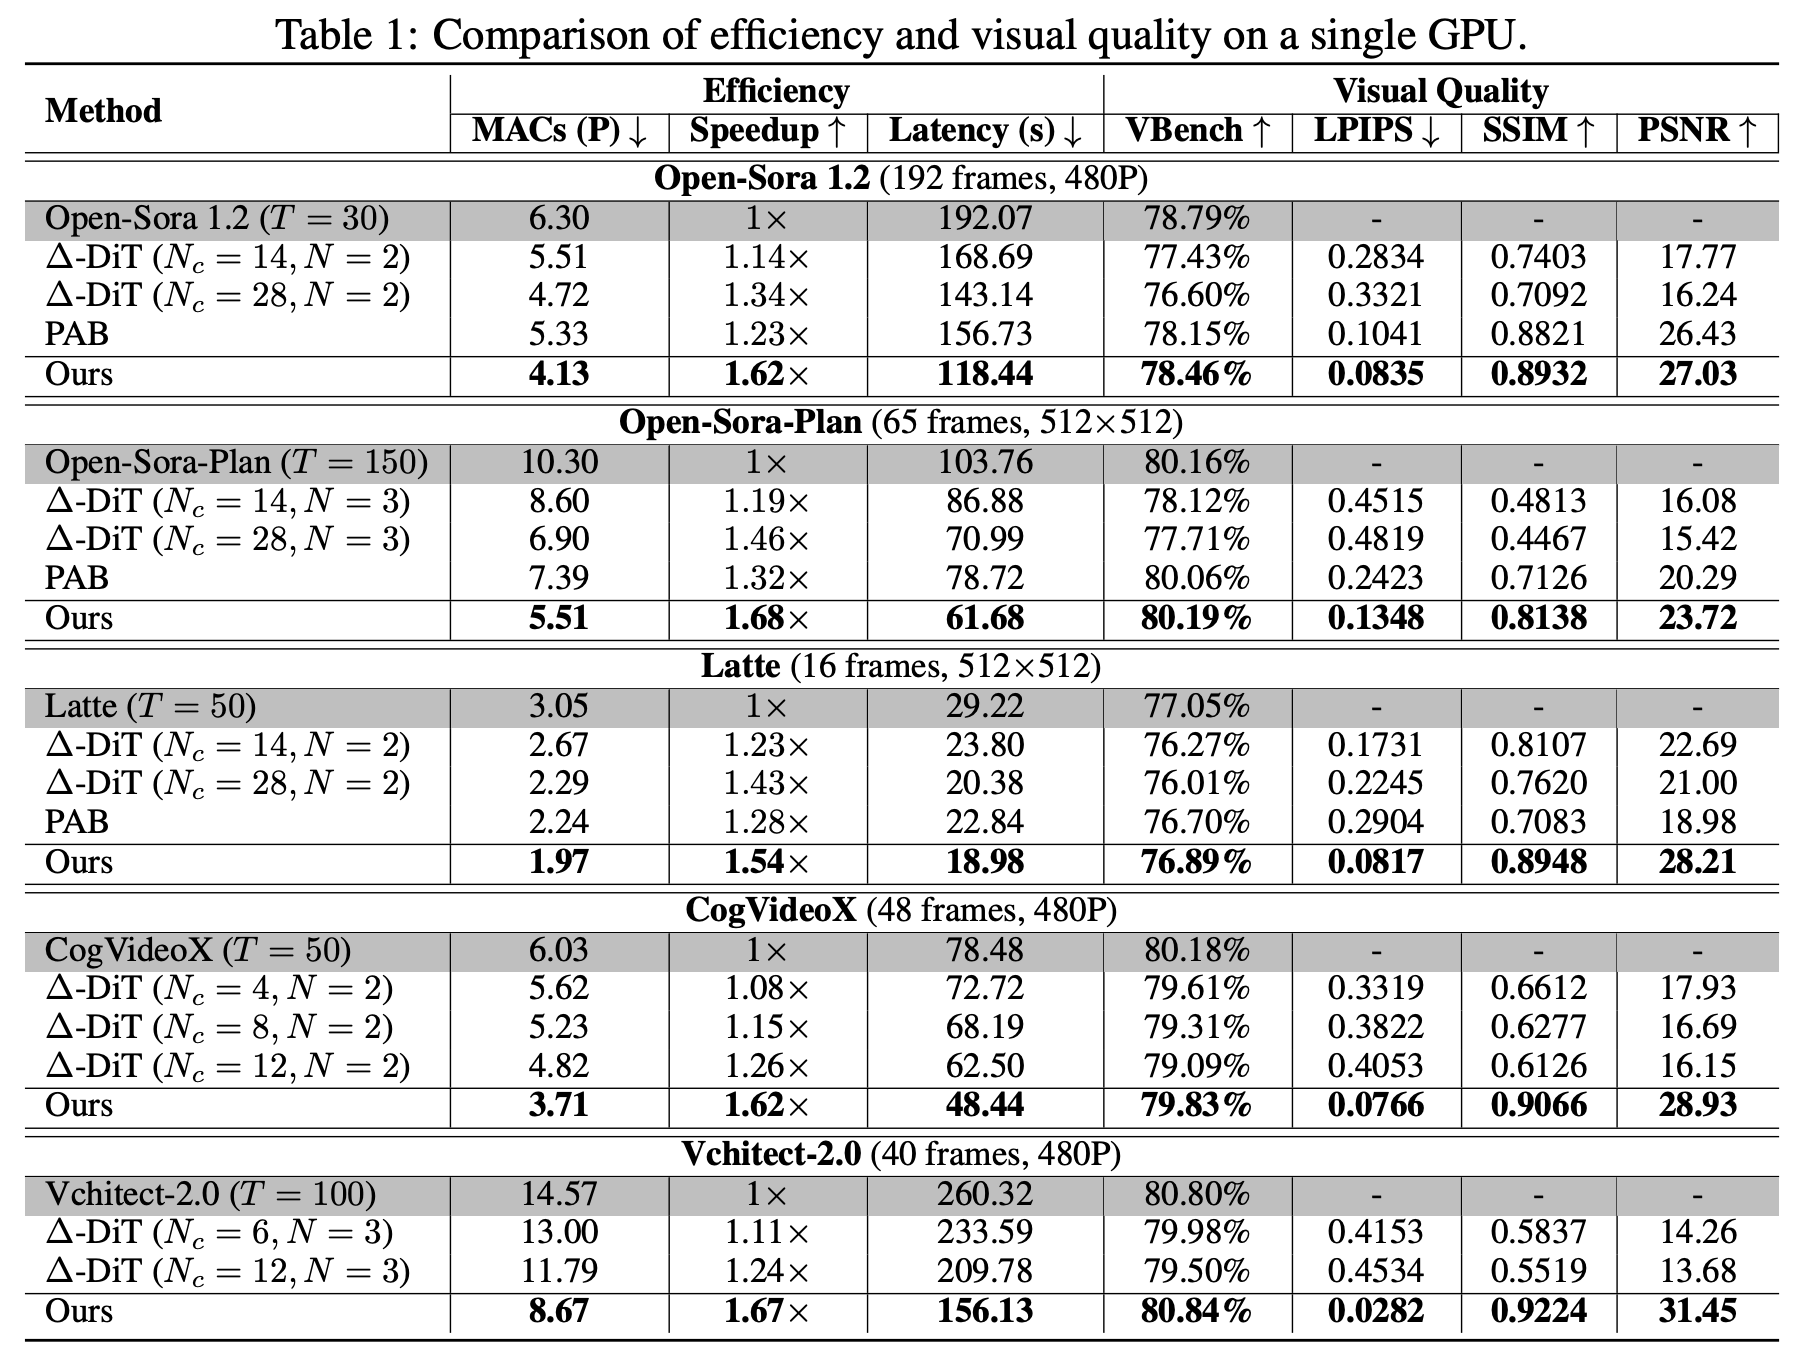 Table 1: Comparison of efficiency and visual quality on a single GPU.
Method Efficiency Visual Quality
MACs (P) ↓ Speedup ↑ Latency (s) ↓ VBench ↑ LPIPS ↓ SSIM ↑ PSNR ↑
Open-Sora 1.2 (192 frames, 480P)
Open-Sora 1.2 (T = 30) 6.30 1× 192.07 78.79% - - -
Δ-DiT (Nc = 14, N = 2) 5.51 1.14× 168.69 77.43% 0.2834 0.7403 17.77
Δ-DiT (Nc = 28, N = 2) 4.72 1.34× 143.14 76.60% 0.3321 0.7092 16.24
PAB 5.33 1.23× 156.73 78.15% 0.1041 0.8821 26.43
Ours 4.13 1.62× 118.44 78.46% 0.0835 0.8932 27.03
Open-Sora-Plan (65 frames, 512×512)
Open-Sora-Plan (T = 150) 10.30 1× 103.76 80.16% - - -
Δ-DiT (Nc = 14, N = 3) 8.60 1.19× 86.88 78.12% 0.4515 0.4813 16.08
Δ-DiT (Nc = 28, N = 3) 6.90 1.46× 70.99 77.71% 0.4819 0.4467 15.42
PAB 7.39 1.32× 78.72 80.06% 0.2423 0.7126 20.29
Ours 5.51 1.68× 61.68 80.19% 0.1348 0.8138 23.72
Latte (16 frames, 512×512)
Latte (T = 50) 3.05 1× 29.22 77.05% - - -
Δ-DiT (Nc = 14, N = 2) 2.67 1.23× 23.80 76.27% 0.1731 0.8107 22.69
Δ-DiT (Nc = 28, N = 2) 2.29 1.43× 20.38 76.01% 0.2245 0.7620 21.00
PAB 2.24 1.28× 22.84 76.70% 0.2904 0.7083 18.98
Ours 1.97 1.54× 18.98 76.89% 0.0817 0.8948 28.21
CogVideoX (48 frames, 480P)
CogVideoX (T = 50) 6.03 1× 78.48 80.18% - - -
Δ-DiT (Nc = 4, N = 2) 5.62 1.08× 72.72 79.61% 0.3319 0.6612 17.93
Δ-DiT (Nc = 8, N = 2) 5.23 1.15× 68.19 79.31% 0.3822 0.6277 16.69
Δ-DiT (Nc = 12, N = 2) 4.82 1.26× 62.50 79.09% 0.4053 0.6126 16.15
Ours 3.71 1.62× 48.44 79.83% 0.0766 0.9066 28.93
Vchitect-2.0 (40 frames, 480P)
Vchitect-2.0 (T = 100) 14.57 1× 260.32 80.80% - - -
Δ-DiT (Nc = 6, N = 3) 13.00 1.11× 233.59 79.98% 0.4153 0.5837 14.26
Δ-DiT (Nc = 12, N = 3) 11.79 1.24× 209.78 79.50% 0.4534 0.5519 13.68
Ours 8.67 1.67× 156.13 80.84% 0.0282 0.9224 31.45